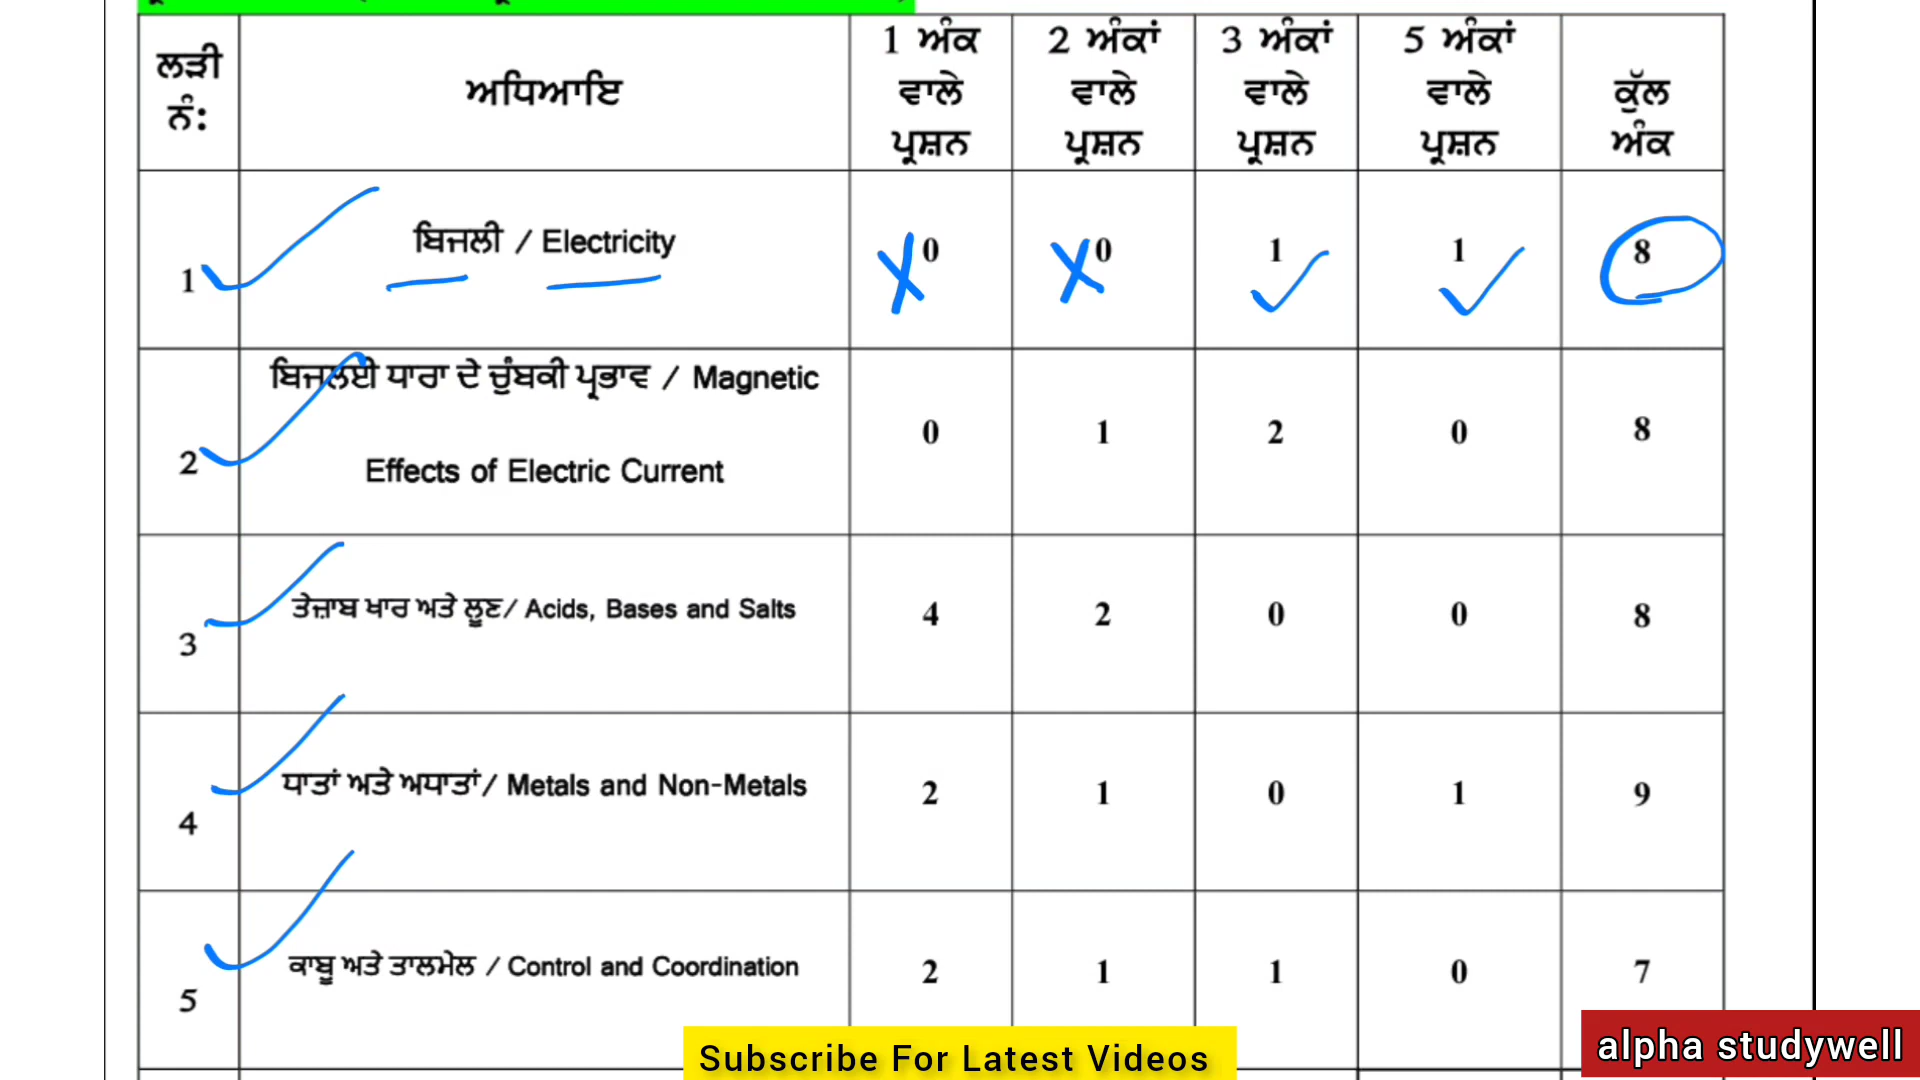 ਲੜੀ ਨੰ: ਅਧਿਆਇ 1 ਅੰਕ ਵਾਲੇ ਪ੍ਰਸ਼ਨ 2 ਅੰਕਾਂ ਵਾਲੇ ਪ੍ਰਸ਼ਨ 3 ਅੰਕਾਂ ਵਾਲੇ ਪ੍ਰਸ਼ਨ 5 ਅੰਕਾਂ ਵਾਲੇ ਪ੍ਰਸ਼ਨ ਕੁੱਲ ਅੰਕ
1 ਬਿਜਲੀ / Electricity 0 0 1 1 8
2 ਬਿਜਲਈ ਧਾਰਾ ਦੇ ਚੁੰਬਕੀ ਪ੍ਰਭਾਵ / Magnetic
Effects of Electric Current 0 1 2 0 8
3 ਤੇਜ਼ਾਬ ਖਾਰ ਅਤੇ ਲੂਣ/ Acids, Bases and Salts 4 2 0 0 8
4 ਧਾਤਾਂ ਅਤੇ ਅਧਾਤਾਂ/ Metals and Non-Metals 2 1 0 1 9
5 ਕਾਬੂ ਅਤੇ ਤਾਲਮੇਲ / Control and Coordination 2 1 1 0 7
Subscribe For Latest Videos
alpha studywell